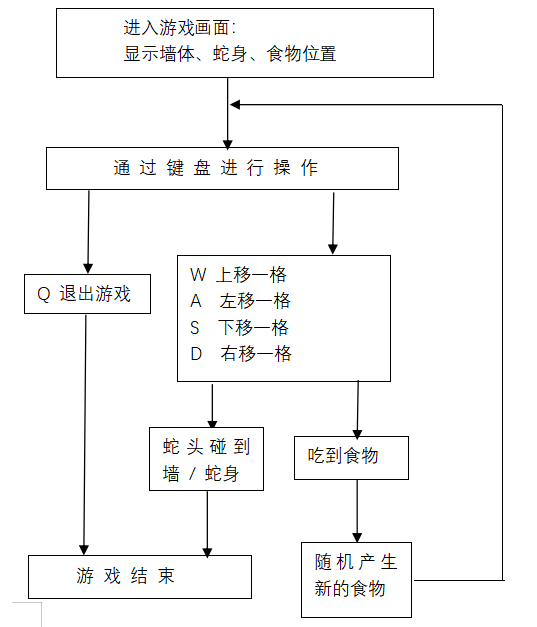 进入游戏画面：
显示墙体、蛇身、食物位置
通过键盘进行操作
Q 退出游戏
W 上移一格
A 左移一格
S 下移一格
D 右移一格
蛇头碰到
墙 / 蛇身
吃到食物
游戏结束
随机产生
新的食物